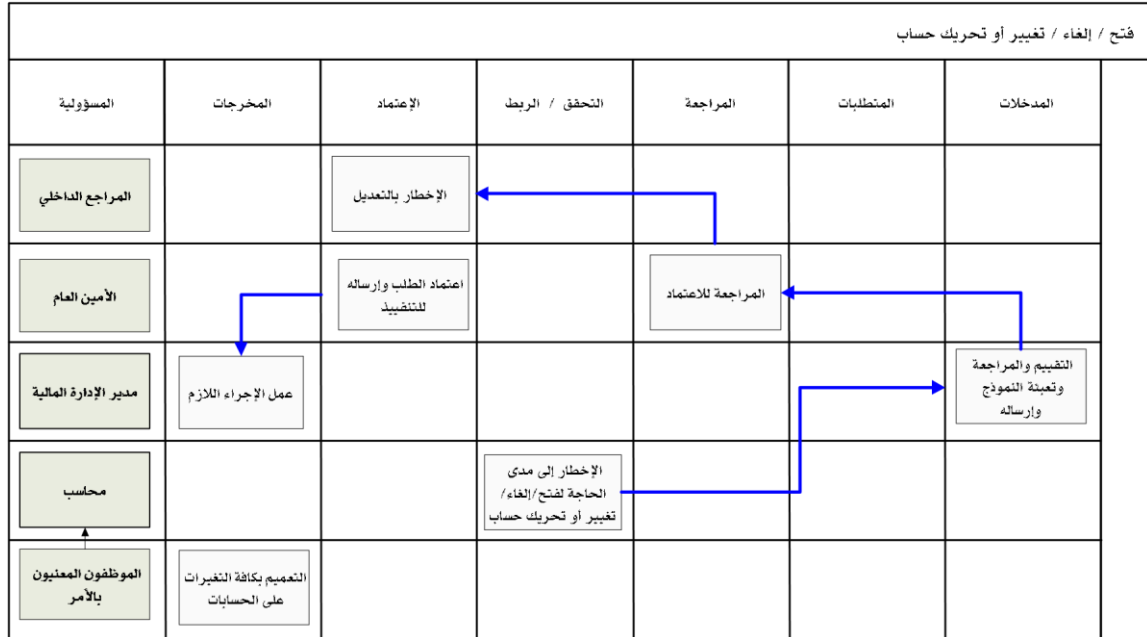 فتح / إلغاء / تغيير أو تحريك حساب
المدخلات
المتطلبات
المراجعة
التحقق / الربط
الإعتماد
المخرجات
المسؤولية
الإخطار بالتعديل
المراجع الداخلي
المراجعة للاعتماد
اعتماد الطلب وإرساله
للتنفييذ
الأمين العام
التقييم والمراجعة
وتعبئة النموذج
وإرساله
عمل الإجراء اللازم
مدير الإدارة المالية
الإخطار إلى مدى
الحاجة لفتح/إلغاء/
تغيير أو تحريك حساب
محاسب
التعميم بكافة التغيرات
على الحسابات
الموظفون المعنيون
بالأمر